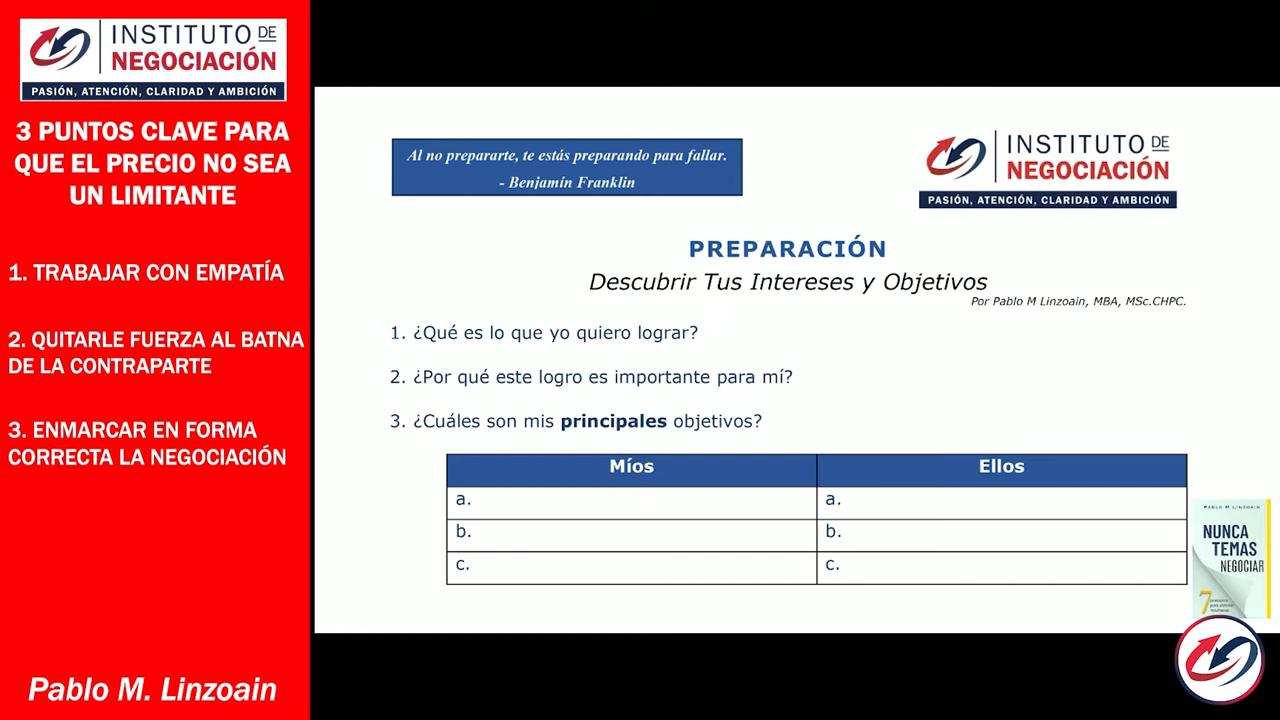 INSTITUTO DE
NEGOCIACIÓN
PASIÓN, ATENCIÓN, CLARIDAD Y AMBICIÓN
3 PUNTOS CLAVE PARA
QUE EL PRECIO NO SEA
UN LIMITANTE
1. TRABAJAR CON EMPATÍA
2. QUITARLE FUERZA AL BATNA
DE LA CONTRAPARTE
3. ENMARCAR EN FORMA
CORRECTA LA NEGOCIACIÓN
Pablo M. Linzoain
Al no prepararte, te estás preparando para fallar.
- Benjamín Franklin
INSTITUTO DE
NEGOCIACIÓN
PASIÓN, ATENCIÓN, CLARIDAD Y AMBICIÓN
PREPARACIÓN
Descubrir Tus Intereses y Objetivos
Por Pablo M Linzoain, MBA, MSc.CHPC.
1. ¿Qué es lo que yo quiero lograr?
2. ¿Por qué este logro es importante para mí?
3. ¿Cuáles son mis principales objetivos?
Míos Ellos
a. a.
b. b.
c. c.
PABLO M LINZOAIN
NUNCA
TEMAS
NEGOCIAR
7